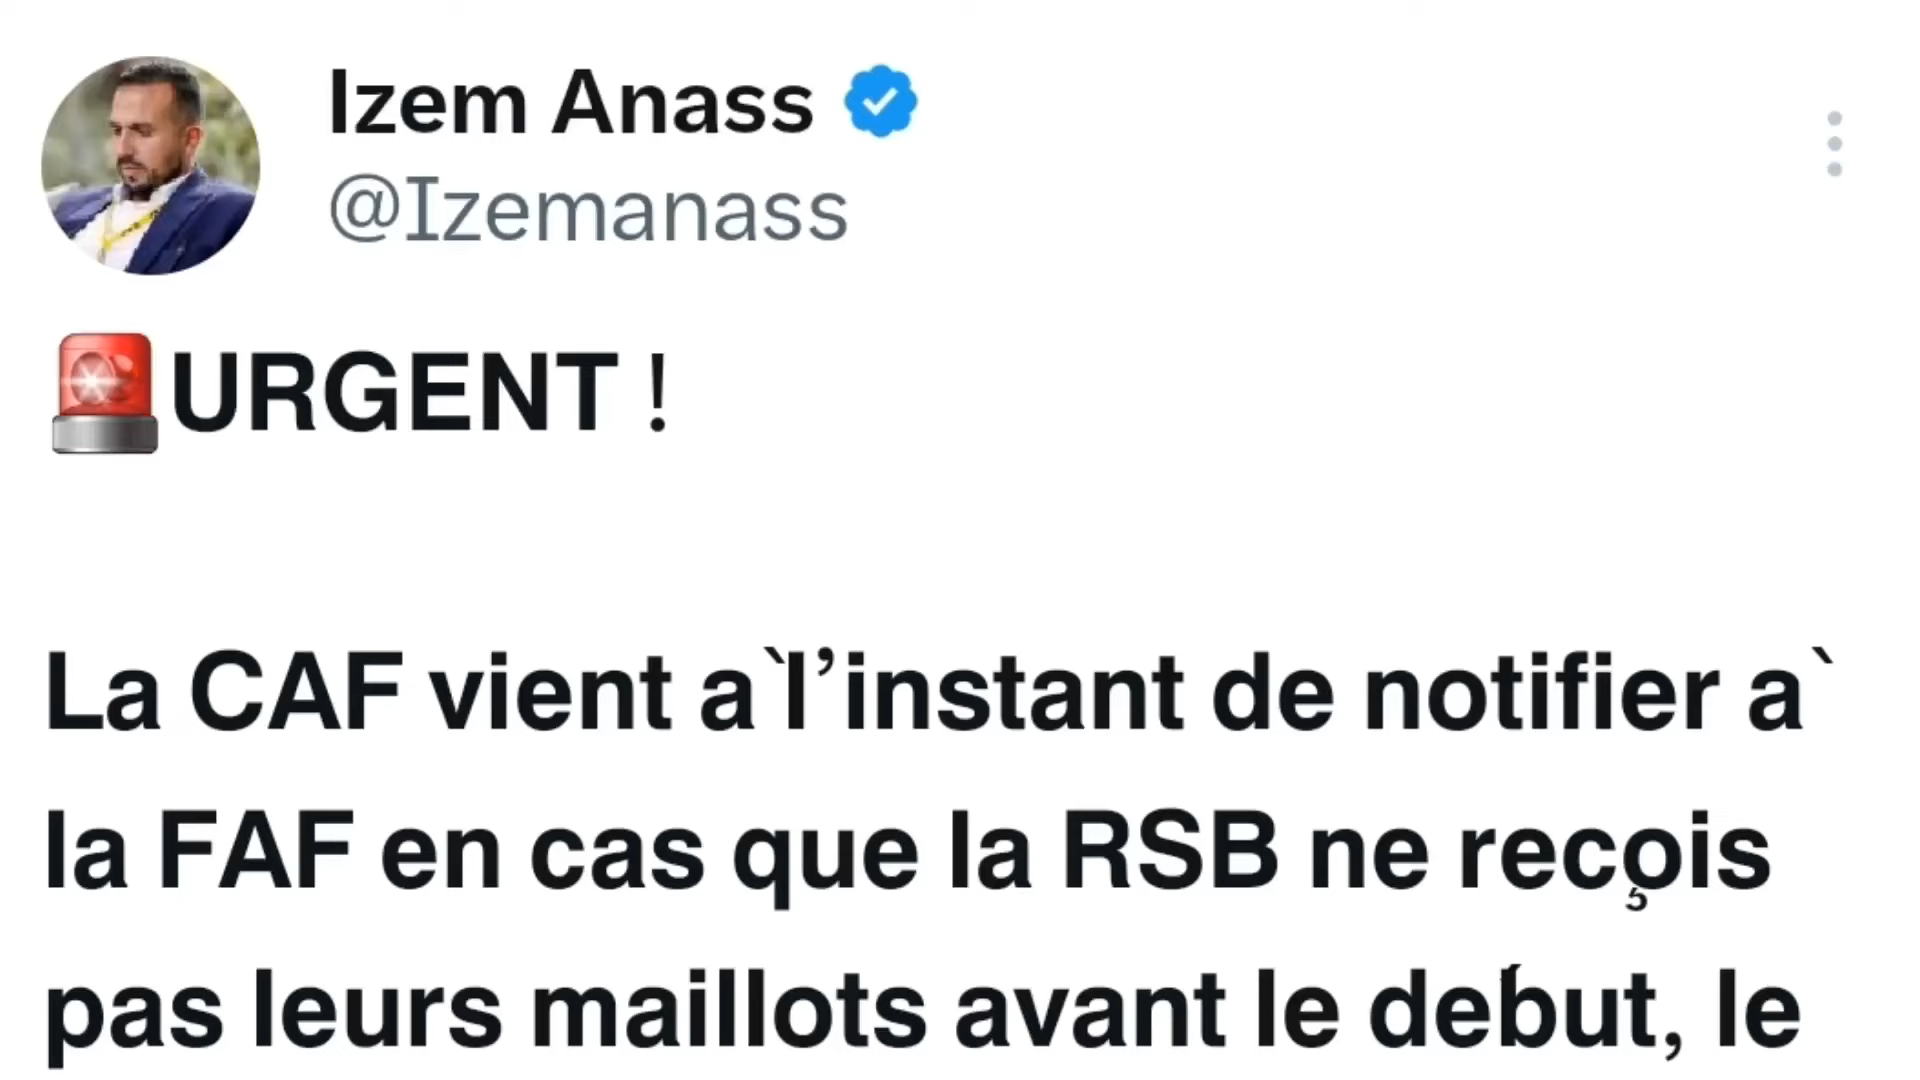 Izem Anass
@Izemanass
🚨URGENT !
La CAF vient à l’instant de notifier à
la FAF en cas que la RSB ne reçois
pas leurs maillots avant le début, le